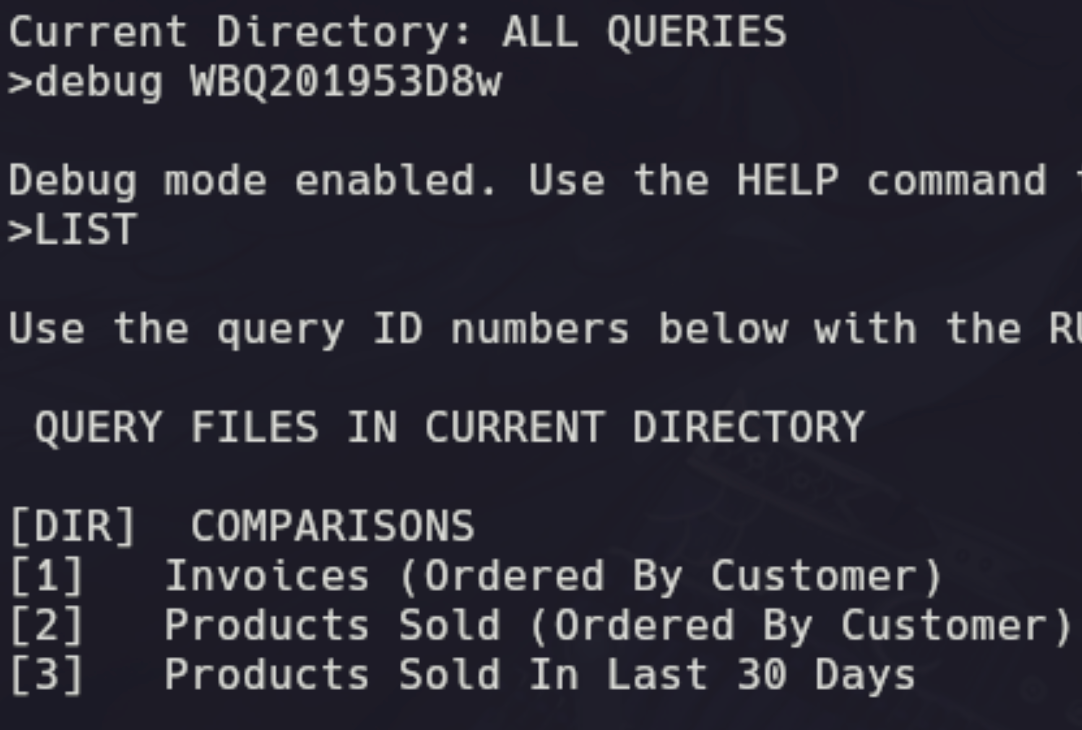 Current Directory: ALL QUERIES
>debug WBQ201953D8w
Debug mode enabled. Use the HELP command
>LIST
Use the query ID numbers below with the
QUERY FILES IN CURRENT DIRECTORY
[DIR]  COMPARISONS
[1]   Invoices (Ordered By Customer)
[2]   Products Sold (Ordered By Customer)
[3]   Products Sold In Last 30 Days